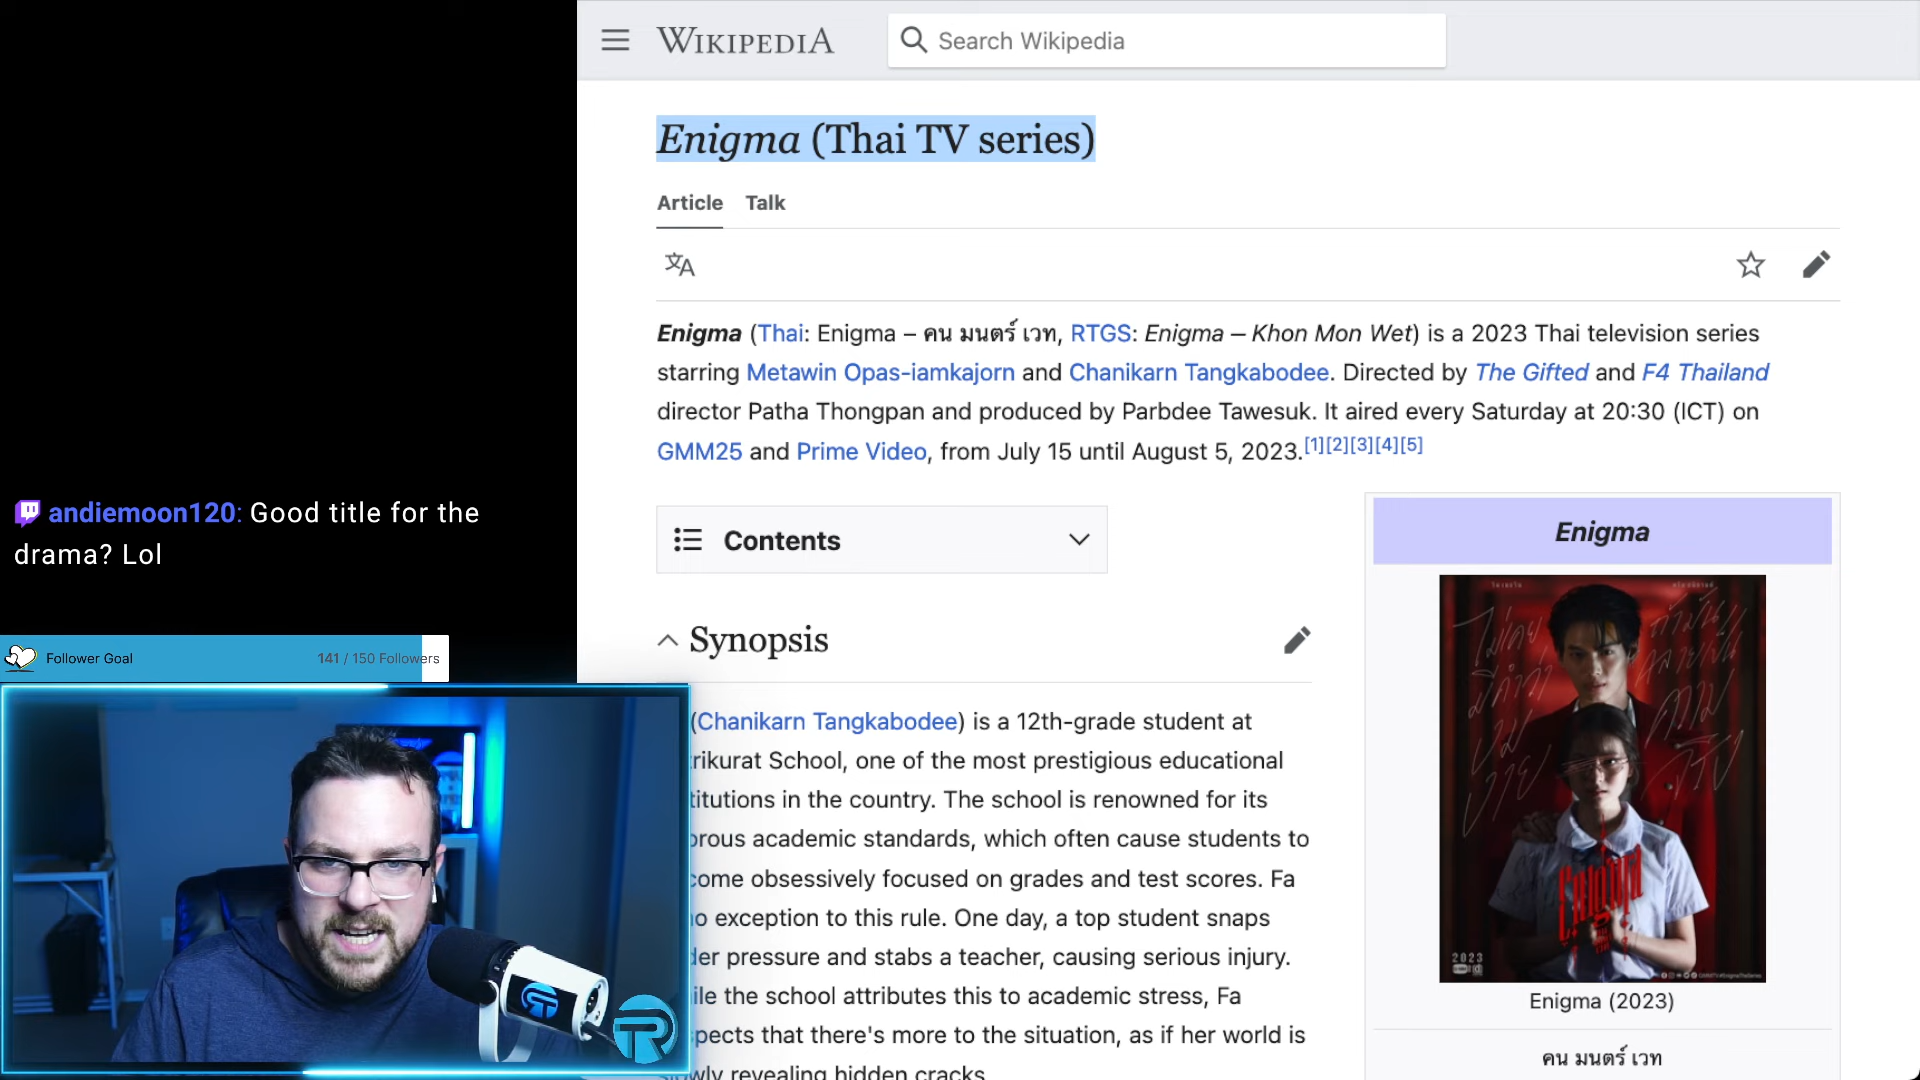 WIKIPEDIA
Search Wikipedia
Enigma (Thai TV series)
Article Talk
Enigma (Thai: Enigma – คน มนตร์ เวท, RTGS: Enigma – Khon Mon Wet) is a 2023 Thai television series
starring Metawin Opas-iamkajorn and Chanikarn Tangkabodee. Directed by The Gifted and F4 Thailand
director Patha Thongpan and produced by Parbdee Tawesuk. It aired every Saturday at 20:30 (ICT) on
GMM25 and Prime Video, from July 15 until August 5, 2023.[1][2][3][4][5]
Contents
Synopsis
(Chanikarn Tangkabodee) is a 12th-grade student at
rikurat School, one of the most prestigious educational
titutions in the country. The school is renowned for its
orous academic standards, which often cause students to
come obsessively focused on grades and test scores. Fa
no exception to this rule. One day, a top student snaps
der pressure and stabs a teacher, causing serious injury.
ile the school attributes this to academic stress, Fa
spects that there's more to the situation, as if her world is
slowly revealing hidden cracks.
Enigma
ENIGMA
2023
Enigma (2023)
คน มนตร์ เวท
andiemoon120: Good title for the
drama? Lol
Follower Goal
141 / 150 Followers